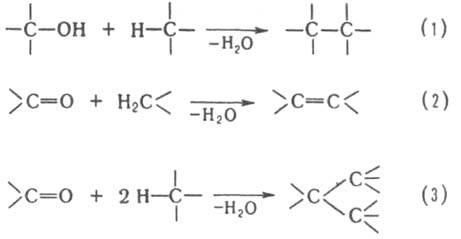 —C—OH + H—C— —H₂O —C—C— (1)
>C=O + H₂C< —H₂O >C=C< (2)
>C=O + 2 H—C— —H₂O >C< C C (3)